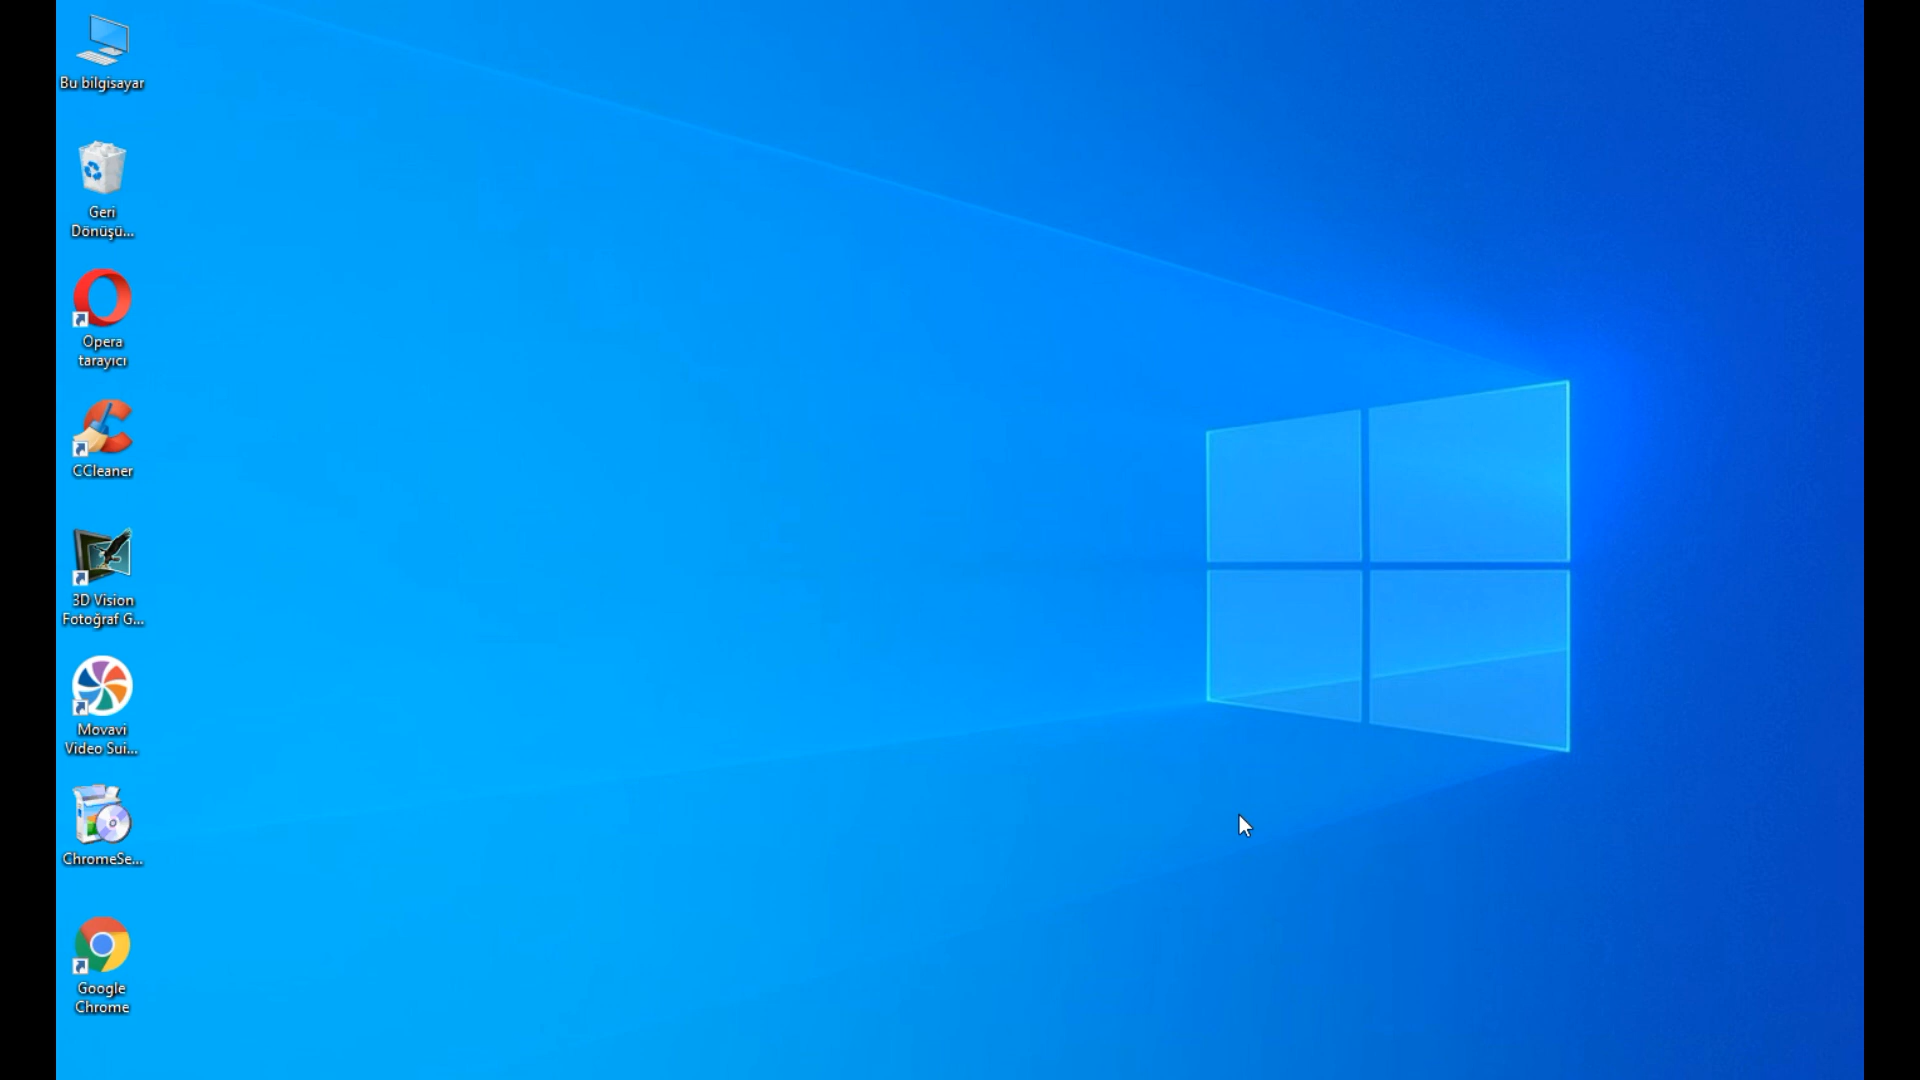 Bu bilgisayar
Geri
Dönüşü...
Opera
tarayıcı
CCleaner
3D Vision
Fotoğraf G...
Movavi
Video Sui...
ChromeSe...
Google
Chrome